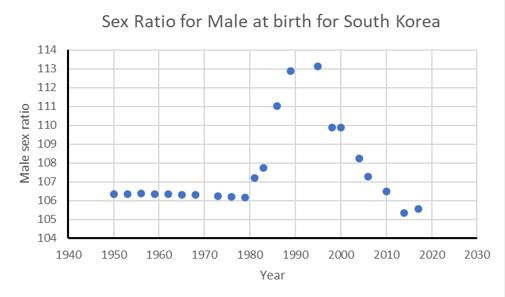 Sex Ratio for Male at birth for South Korea
114
113
112
111
110
109
108
107
106
105
104
Male sex ratio
1940 1950 1960 1970 1980 1990 2000 2010 2020 2030
Year